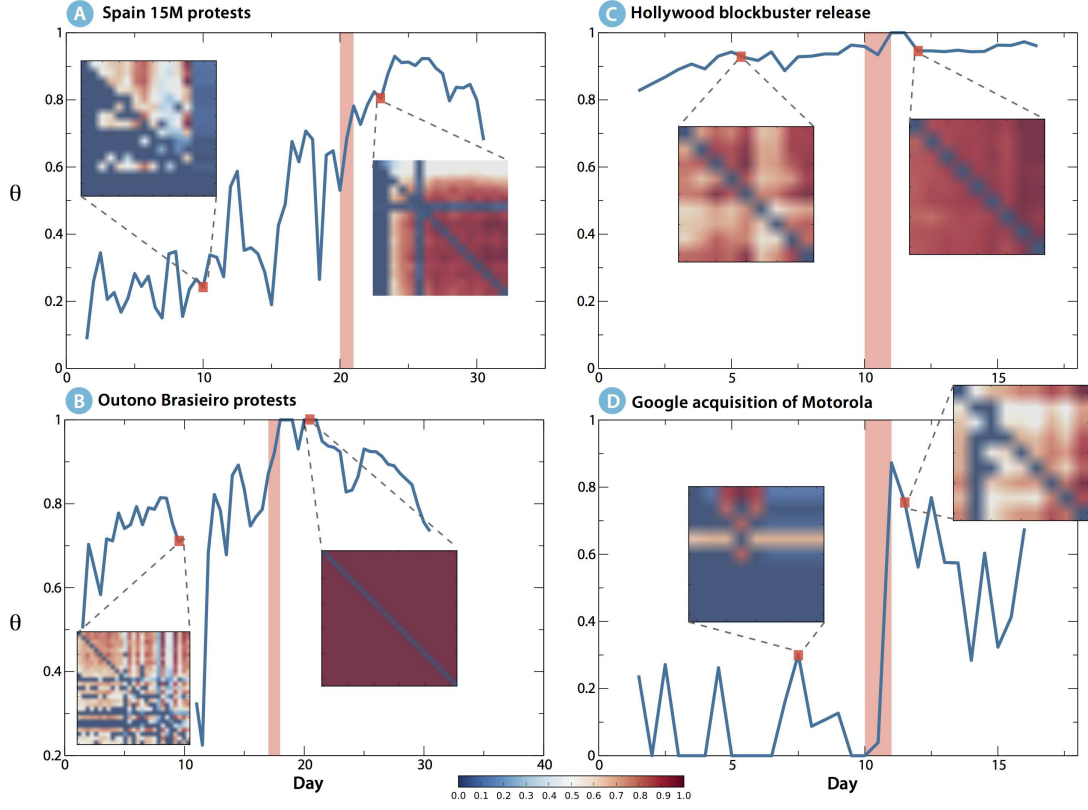 A Spain 15M protests
1
0.8
0.6
θ
0.4
0.2
0
0 10 20 30
C Hollywood blockbuster release
1
0.8
0.6
0.4
0.2
0
0 5 10 15
B Outono Brasieiro protests
1
0.8
θ
0.6
0.4
0.2
0 10 20 30 40
Day
D Google acquisition of Motorola
1
0.8
0.6
0.4
0.2
0
0 5 10 15
Day
0.0 0.1 0.2 0.3 0.4 0.5 0.6 0.7 0.8 0.9 1.0